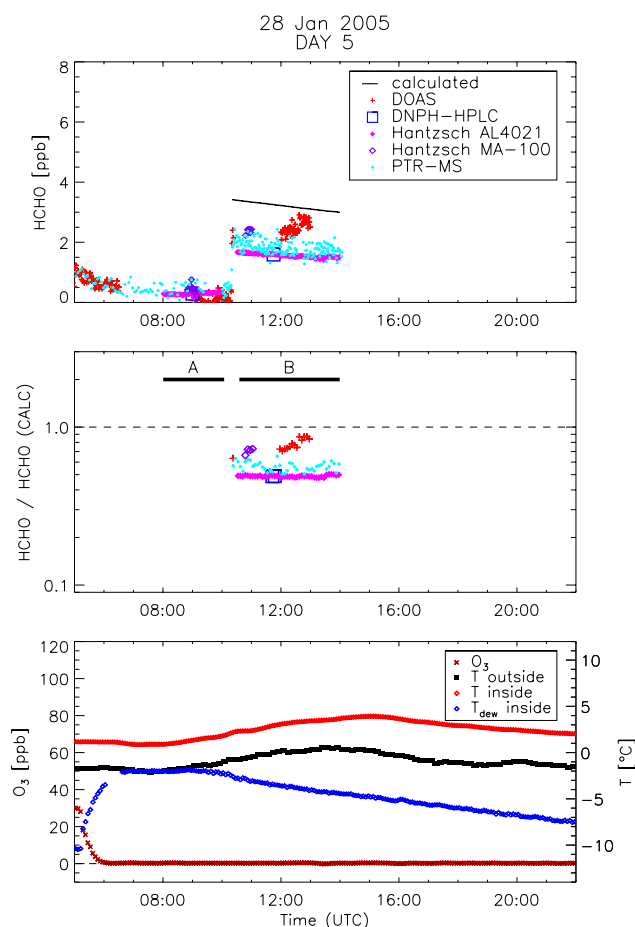 28 Jan 2005
DAY 5
HCHO [ppb]
8
6
4
2
0
calculated
DOAS
DNPH-HPLC
Hantzsch AL4021
Hantzsch MA-100
PTR-MS
08:00 12:00 16:00 20:00
HCHO / HCHO (CALC)
A B
1.0
0.1
08:00 12:00 16:00 20:00
O3 [ppb]
120
100
80
60
40
20
0
O3
T outside
T inside
Tdew inside
10
5
0
-5
-10
T [°C]
08:00 12:00 16:00 20:00
Time (UTC)